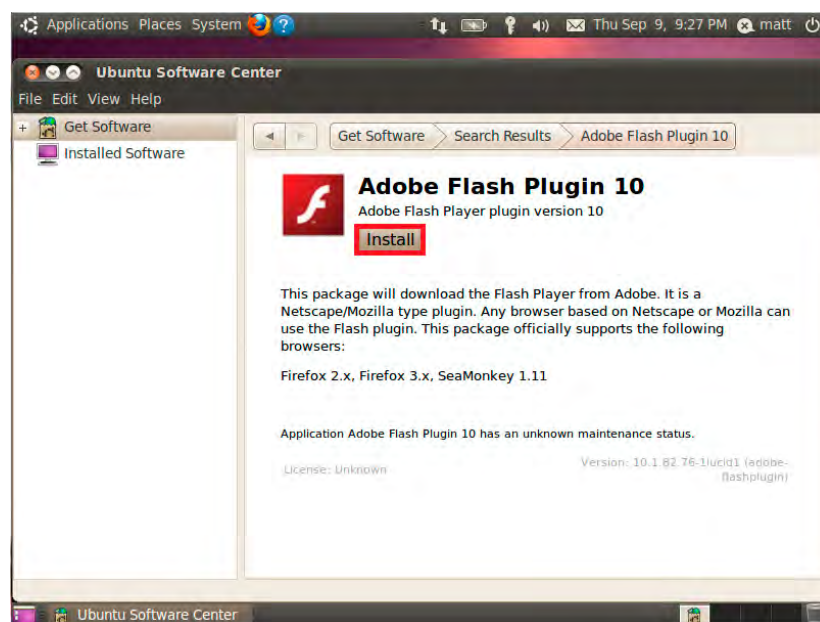 Applications Places System Thu Sep 9, 9:27 PM matt
Ubuntu Software Center
File Edit View Help
Get Software
Installed Software
Get Software Search Results Adobe Flash Plugin 10
Adobe Flash Plugin 10
Adobe Flash Player plugin version 10
Install
This package will download the Flash Player from Adobe. It is a
Netscape/Mozilla type plugin. Any browser based on Netscape or Mozilla can
use the Flash plugin. This package officially supports the following
browsers:
Firefox 2.x, Firefox 3.x, SeaMonkey 1.11
Application Adobe Flash Plugin 10 has an unknown maintenance status.
License: Unknown
Version: 10.1.82.76-1lucid1 (adobe-
flashplugin)
Ubuntu Software Center